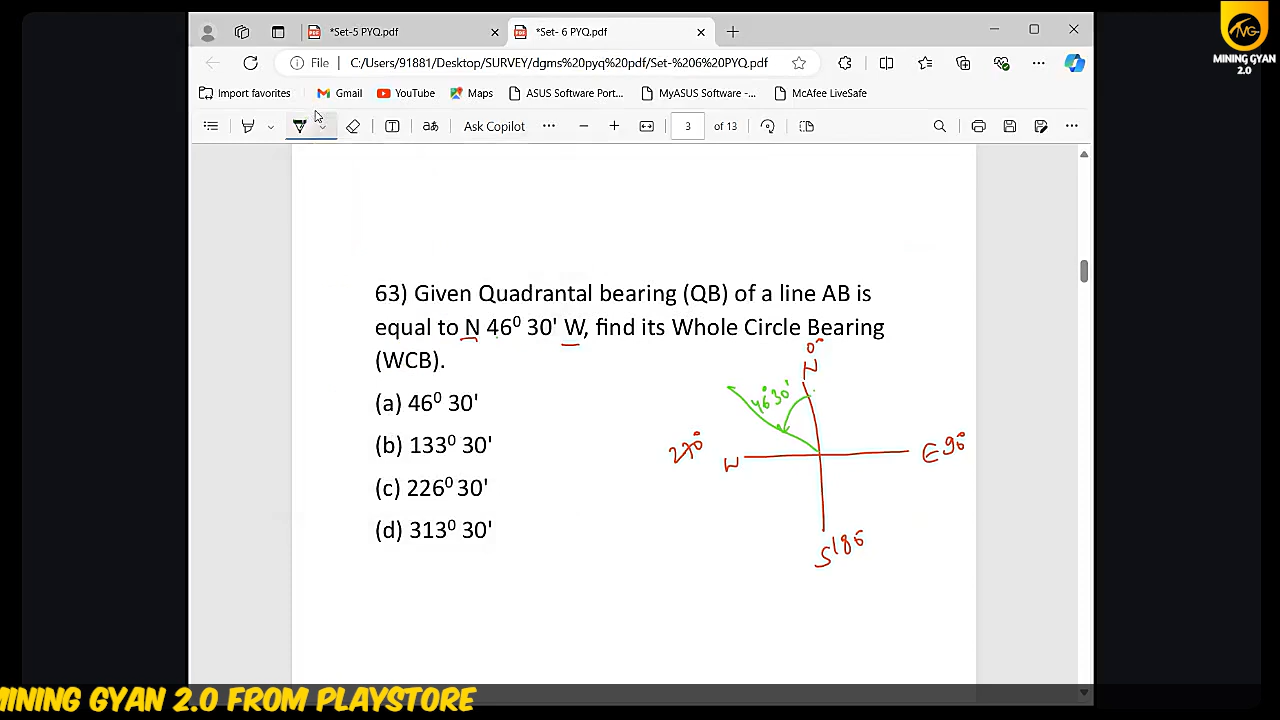 *Set-5 PYQ.pdf
*Set- 6 PYQ.pdf
MINING GYAN
2.0
File
C:/Users/91881/Desktop/SURVEY/dgms%20pyq%20pdf/Set-%206%20PYQ.pdf
Import favorites
Gmail
YouTube
Maps
ASUS Software Port...
MyASUS Software -...
McAfee LiveSafe
Ask Copilot
3
of 13
63) Given Quadrantal bearing (QB) of a line AB is
equal to N 46⁰ 30' W, find its Whole Circle Bearing
(WCB).
(a) 46⁰ 30'
(b) 133⁰ 30'
(c) 226⁰ 30'
(d) 313⁰ 30'
0°
N
46°30'
270°
W
E 90°
S 180
MINING GYAN 2.0 FROM PLAYSTORE